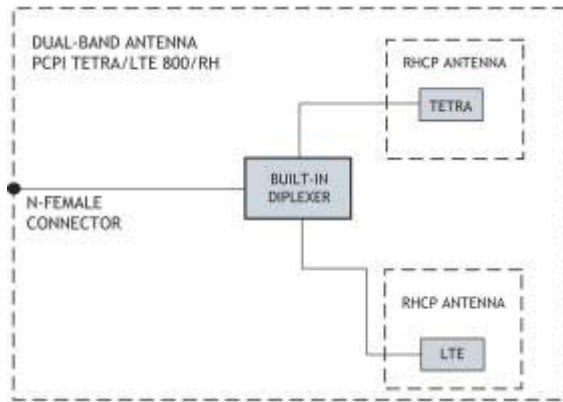 DUAL-BAND ANTENNA
PCPI TETRA/LTE 800/RH
RHCP ANTENNA
TETRA
BUILT-IN
DIPLEXER
N-FEMALE
CONNECTOR
RHCP ANTENNA
LTE